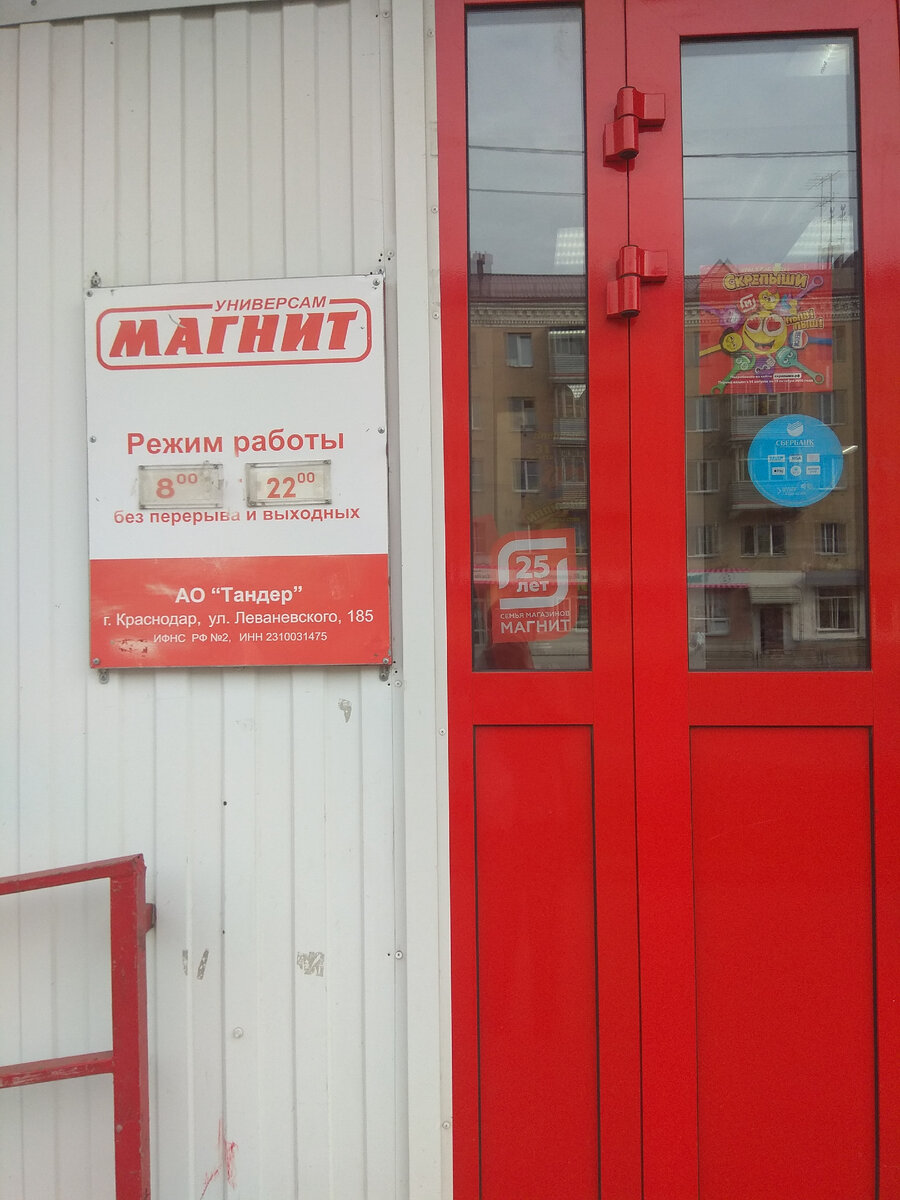 УНИВЕРСАМ
МАГНИТ
Режим работы
8⁰⁰ 22⁰⁰
без перерыва и выходных
АО “Тандер”
г. Краснодар, ул. Леваневского, 185
ИФНС РФ №2, ИНН 2310031475
25
лет
СЕМЬЯ МАГАЗИНОВ
МАГНИТ
СКРЕПЫШИ
СБЕРБАНК